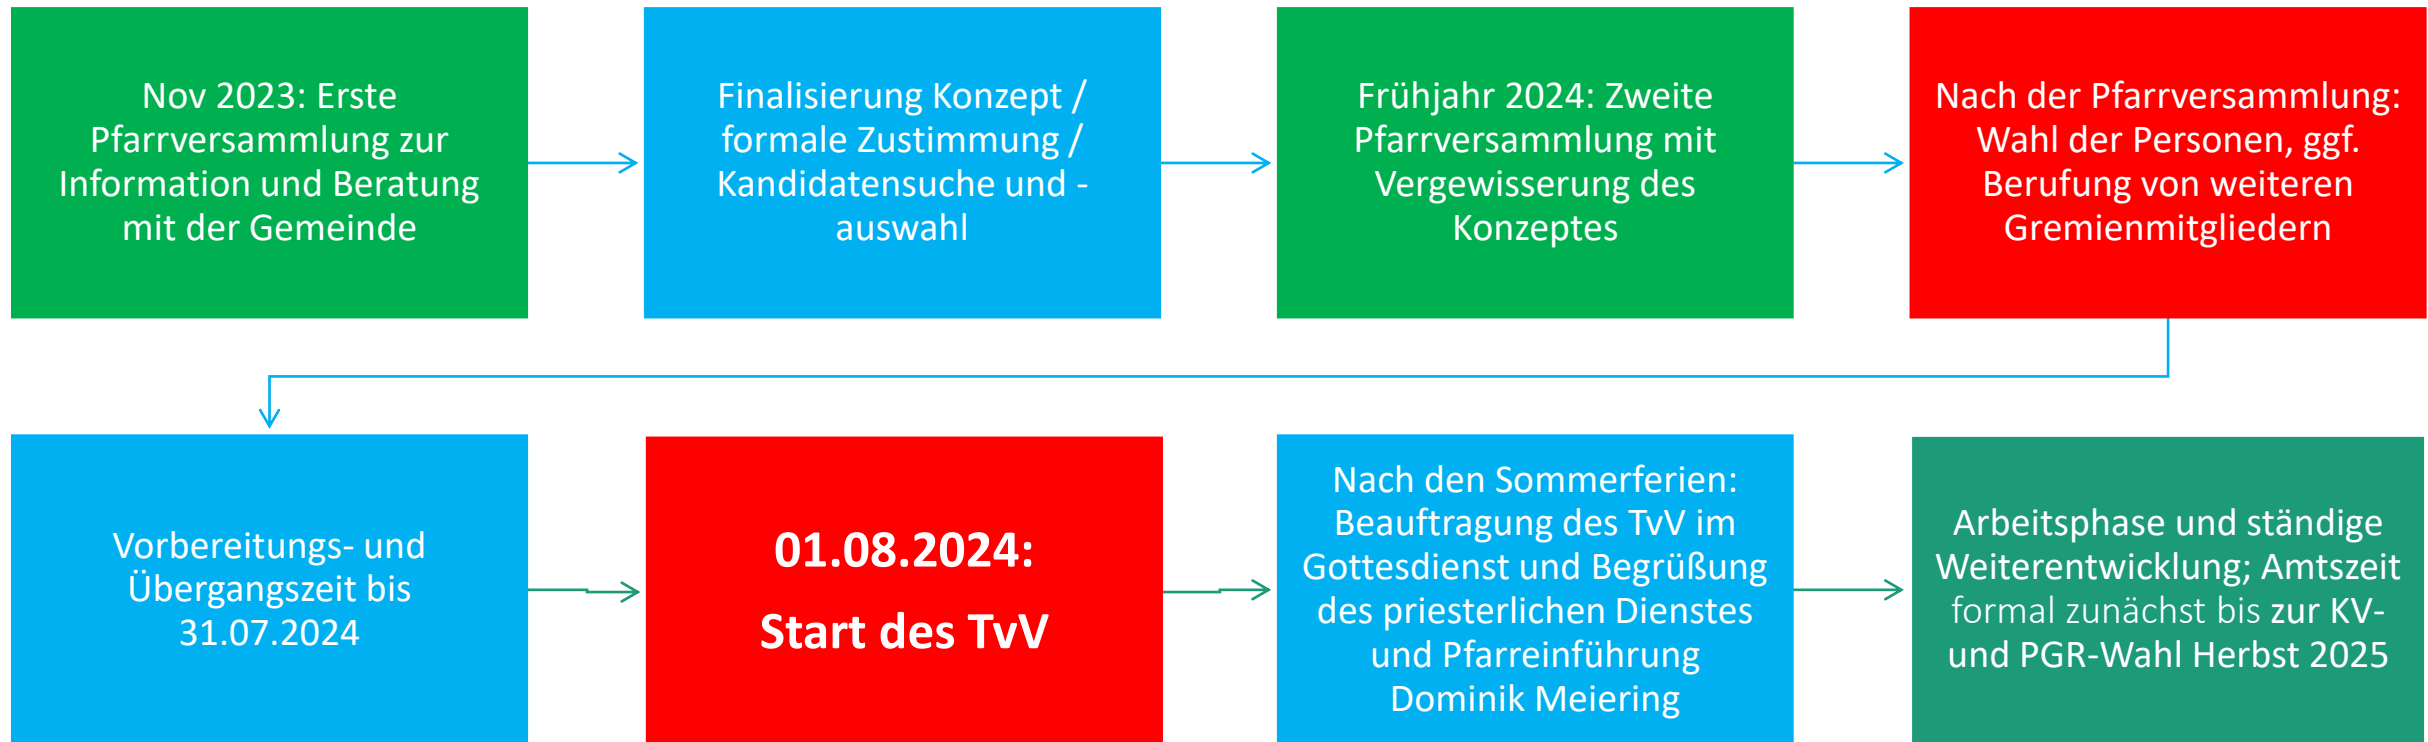 Nov 2023: Erste
Pfarrversammlung zur
Information und Beratung
mit der Gemeinde
Finalisierung Konzept /
formale Zustimmung /
Kandidatensuche und -
auswahl
Frühjahr 2024: Zweite
Pfarrversammlung mit
Vergewisserung des
Konzeptes
Nach der Pfarrversammlung:
Wahl der Personen, ggf.
Berufung von weiteren
Gremienmitgliedern
Vorbereitungs- und
Übergangszeit bis
31.07.2024
01.08.2024:
Start des TvV
Nach den Sommerferien:
Beauftragung des TvV im
Gottesdienst und Begrüßung
des priesterlichen Dienstes
und Pfarreinführung
Dominik Meiering
Arbeitsphase und ständige
Weiterentwicklung; Amtszeit
formal zunächst bis zur KV-
und PGR-Wahl Herbst 2025